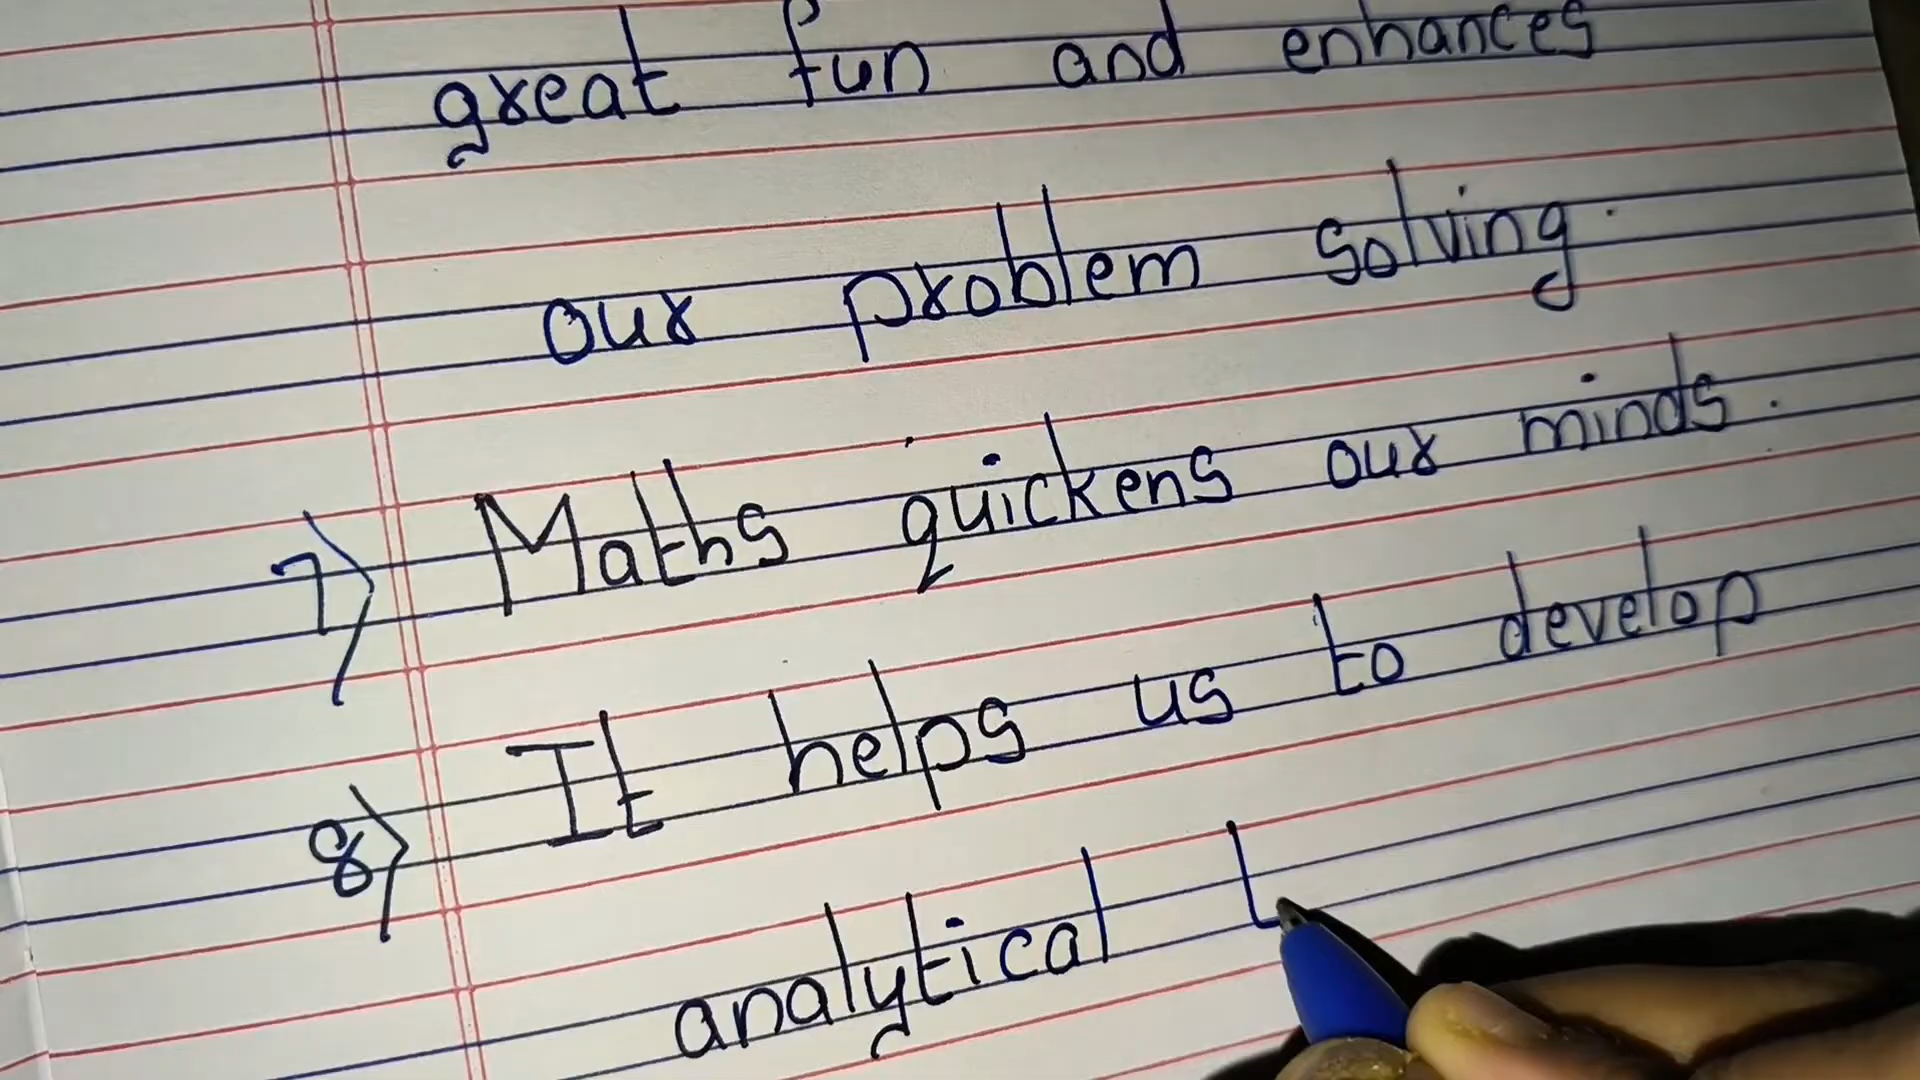 great fun and enhances
our problem solving.
7) Maths quickens our minds.
8) It helps us to develop
analytical